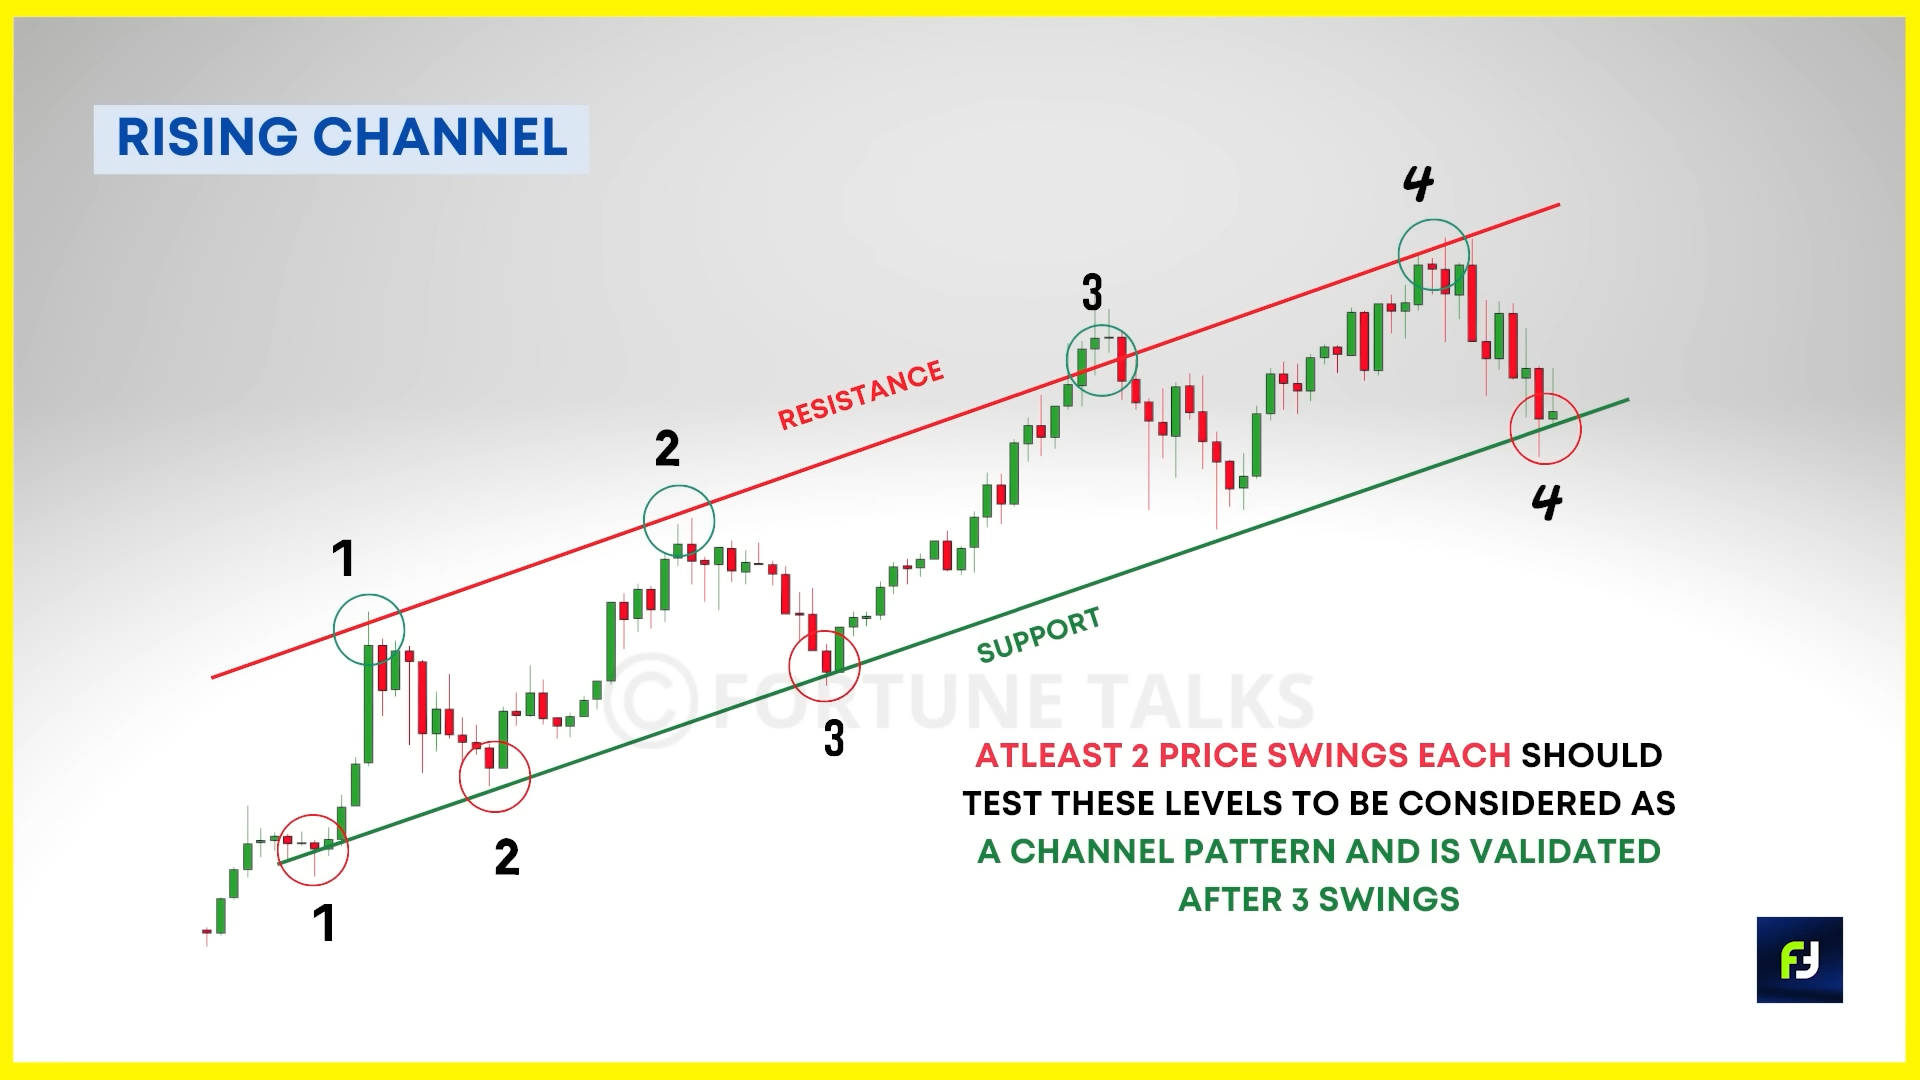 RISING CHANNEL
4
3
RESISTANCE
2
4
1
SUPPORT
© FORTUNE TALKS
3
ATLEAST 2 PRICE SWINGS EACH SHOULD
TEST THESE LEVELS TO BE CONSIDERED AS
A CHANNEL PATTERN AND IS VALIDATED
AFTER 3 SWINGS
2
1